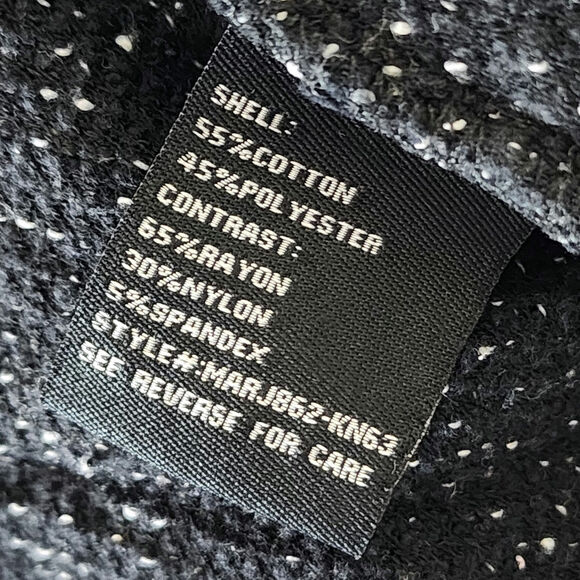 SHELL:
55%COTTON
45%POLYESTER
CONTRAST:
65%RAYON
30%NYLON
5%SPANDEX
STYLE#:MARJ862-KN63
SEE REVERSE FOR CARE